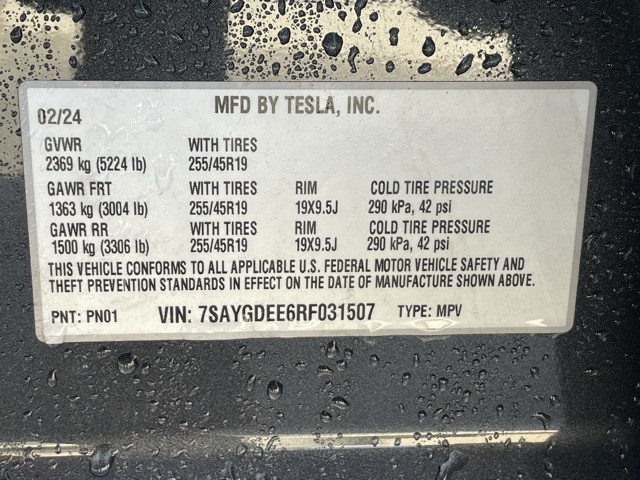 MFD BY TESLA, INC.
02/24
GVWR WITH TIRES
2369 kg (5224 lb) 255/45R19
GAWR FRT WITH TIRES RIM COLD TIRE PRESSURE
1363 kg (3004 lb) 255/45R19 19X9.5J 290 kPa, 42 psi
GAWR RR WITH TIRES RIM COLD TIRE PRESSURE
1500 kg (3306 lb) 255/45R19 19X9.5J 290 kPa, 42 psi
THIS VEHICLE CONFORMS TO ALL APPLICABLE U.S. FEDERAL MOTOR VEHICLE SAFETY AND
THEFT PREVENTION STANDARDS IN EFFECT ON THE DATE OF MANUFACTURE SHOWN ABOVE.
PNT: PN01 VIN: 7SAYGDEE6RF031507 TYPE: MPV